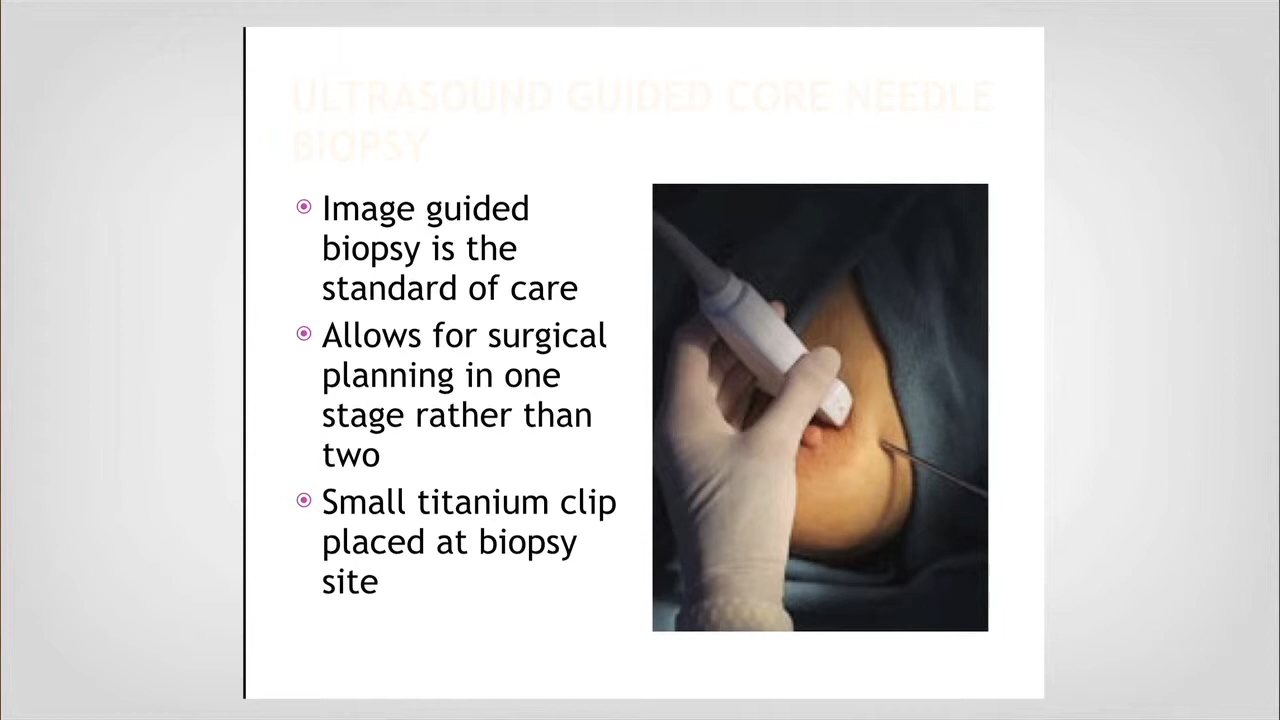 ULTRASOUND GUIDED CORE NEEDLE
BIOPSY
Image guided
biopsy is the
standard of care
Allows for surgical
planning in one
stage rather than
two
Small titanium clip
placed at biopsy
site